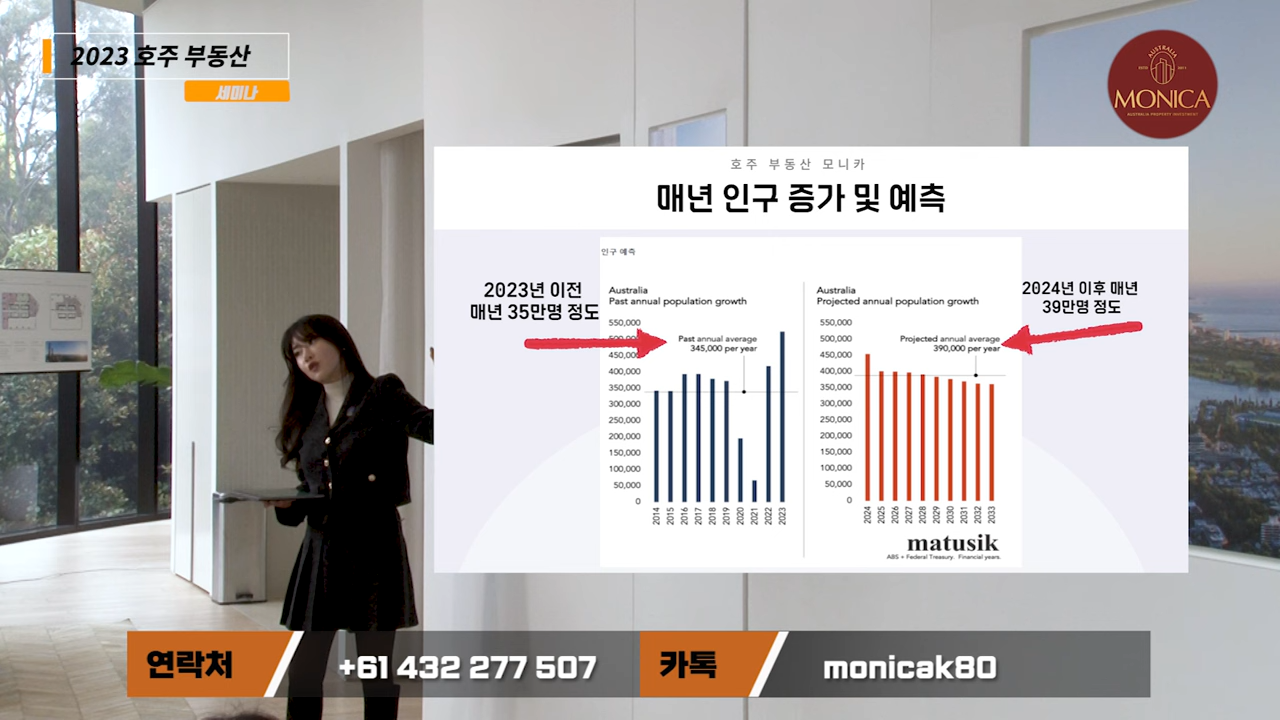 2023 호주 부동산
세미나
AUSTRALIA
MONICA
AUSTRALIA PROPERTY INVESTMENT
호주 부동산 모니카
매년 인구 증가 및 예측
인구 예측
2023년 이전
매년 35만명 정도
Australia
Past annual population growth
550,000
500,000
450,000
400,000
350,000
300,000
250,000
200,000
150,000
100,000
50,000
0
Past annual average
345,000 per year
2014
2015
2016
2017
2018
2019
2020
2021
2022
2023
Australia
Projected annual population growth
550,000
500,000
450,000
400,000
350,000
300,000
250,000
200,000
150,000
100,000
50,000
0
Projected annual average
390,000 per year
2024
2025
2026
2027
2028
2029
2030
2031
2032
2033
matusik
ABS + Federal Treasury. Financial years.
2024년 이후 매년
39만명 정도
연락처
+61 432 277 507
카톡
monicak80